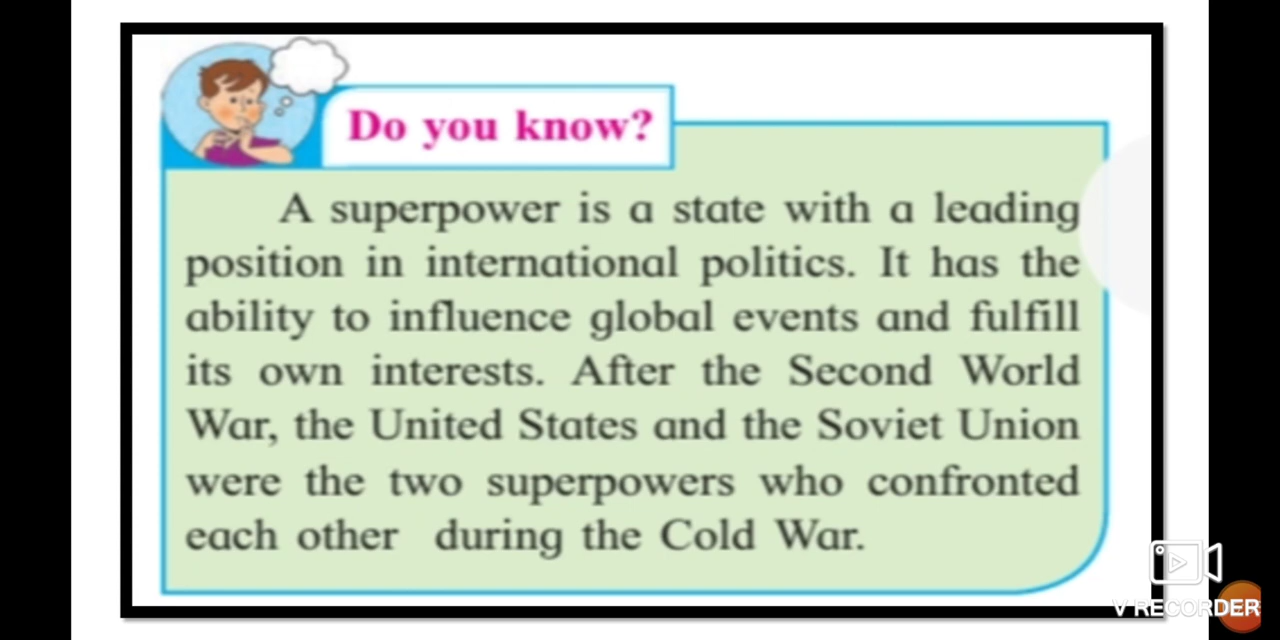 Do you know?
A superpower is a state with a leading
position in international politics. It has the
ability to influence global events and fulfill
its own interests. After the Second World
War, the United States and the Soviet Union
were the two superpowers who confronted
each other during the Cold War.
V RECORDER